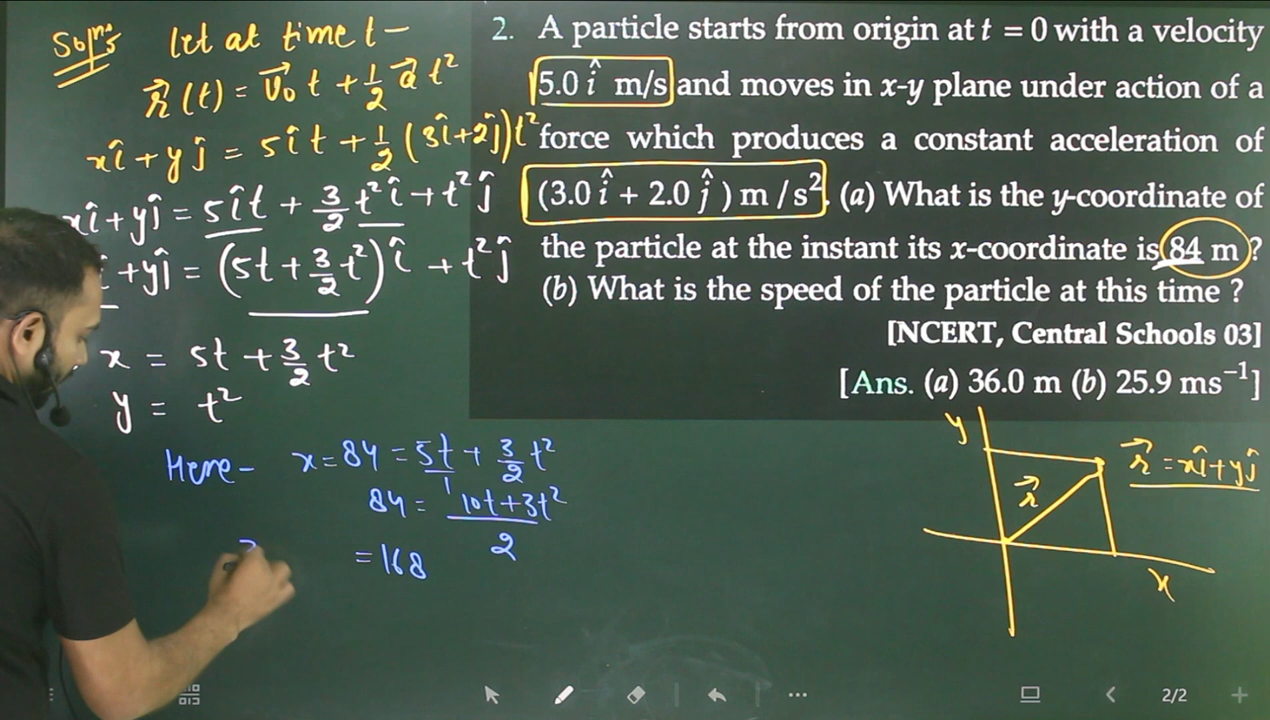 Soln:
let at time t-
r⃗(t) = v⃗₀ t + 1/2 a⃗ t²
xî + yĵ = 5î t + 1/2 (3î+2ĵ)t²
xî+yĵ = 5ît + 3/2 t²î + t²ĵ
+yĵ = (5t + 3/2 t²) î + t²ĵ
x = 5t + 3/2 t²
y = t²
Here- x=84 = 5t + 3/2 t²
1
84 = 10t+3t²/2
=168
2. A particle starts from origin at t = 0 with a velocity
5.0 î m/s and moves in x-y plane under action of a
force which produces a constant acceleration of
(3.0 î + 2.0 ĵ ) m / s². (a) What is the y-coordinate of
the particle at the instant its x-coordinate is 84 m ?
(b) What is the speed of the particle at this time ?
[NCERT, Central Schools 03]
[Ans. (a) 36.0 m (b) 25.9 ms⁻¹]
y
r⃗ = xî+yĵ
r⃗
x
2/2